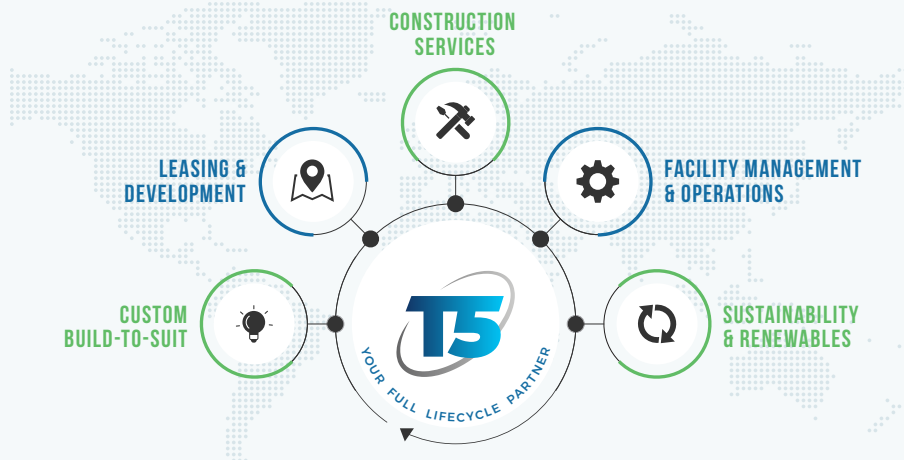 CONSTRUCTION
SERVICES
LEASING &
DEVELOPMENT
FACILITY MANAGEMENT
& OPERATIONS
CUSTOM
BUILD-TO-SUIT
T5
YOUR FULL LIFECYCLE PARTNER
SUSTAINABILITY
& RENEWABLES